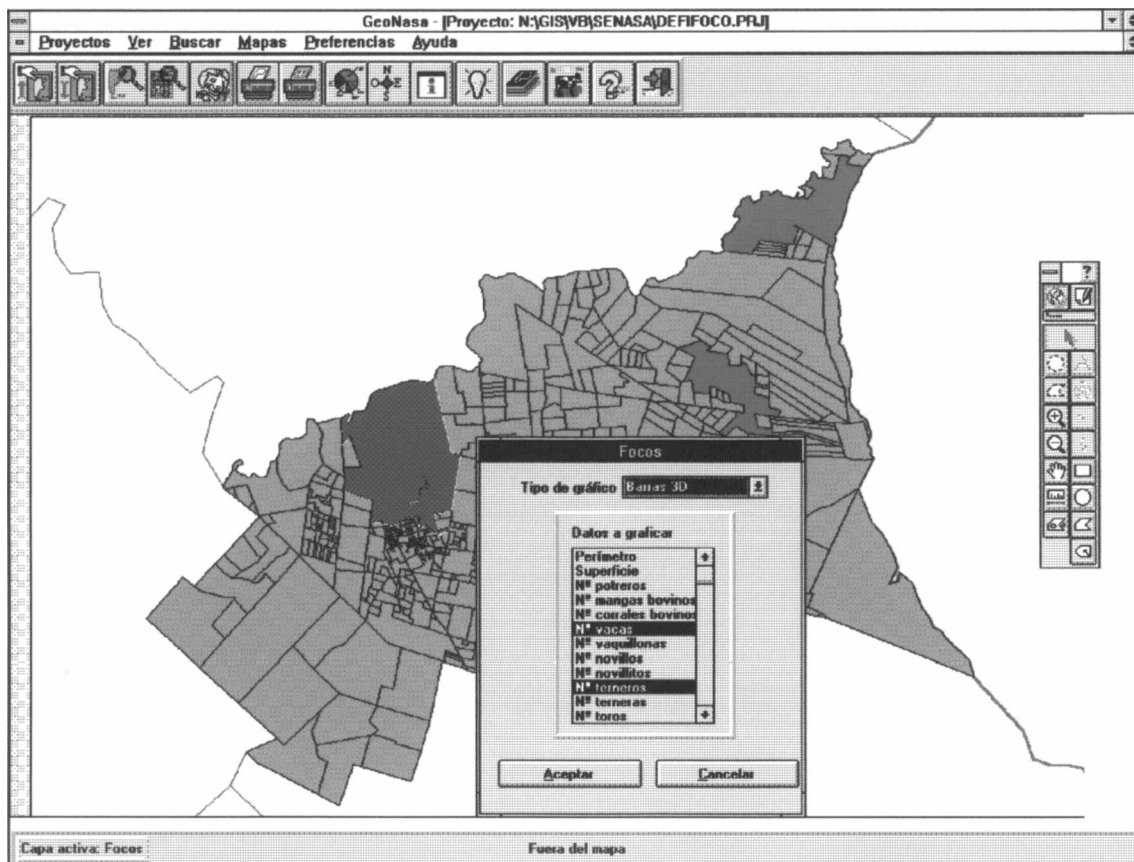 GeoNasa - [Proyecto: N:\GIS\VB\SENASA\DEFIFOCO.PRJ]
Proyectos Ver Buscar Mapas Preferencias Ayuda
N
E
S
?
Focos
Tipo de gráfico Barras 3D
Datos a graficar
Perímetro
Superficie
Nº potreros
Nº mangas bovinos
Nº corrales bovinos
Nº vacas
Nº vaquillonas
Nº novillos
Nº novillitos
Nº terneros
Nº terneras
Nº toros
Aceptar Cancelar
Capa activa: Focos Fuera del mapa